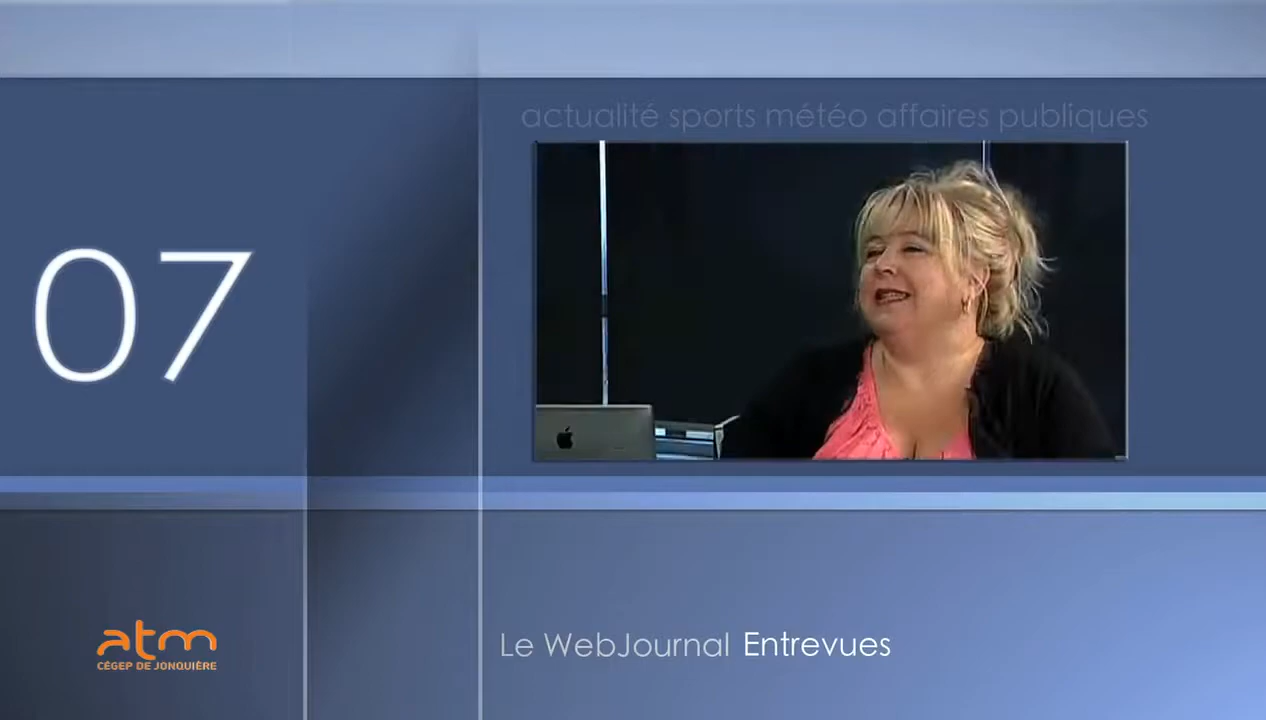 actualité sports météo affaires publiques
07
atm
CÉGEP DE JONQUIÈRE
Le WebJournal Entrevues